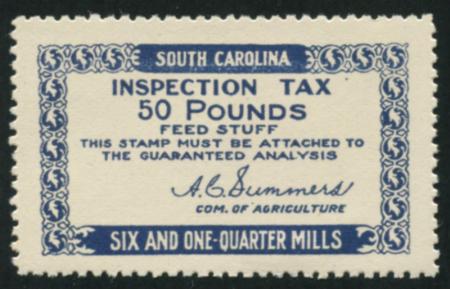 SOUTH CAROLINA
INSPECTION TAX
50 POUNDS
FEED STUFF
THIS STAMP MUST BE ATTACHED TO
THE GUARANTEED ANALYSIS
A.C. Summers
COM. OF AGRICULTURE
SIX AND ONE-QUARTER MILLS